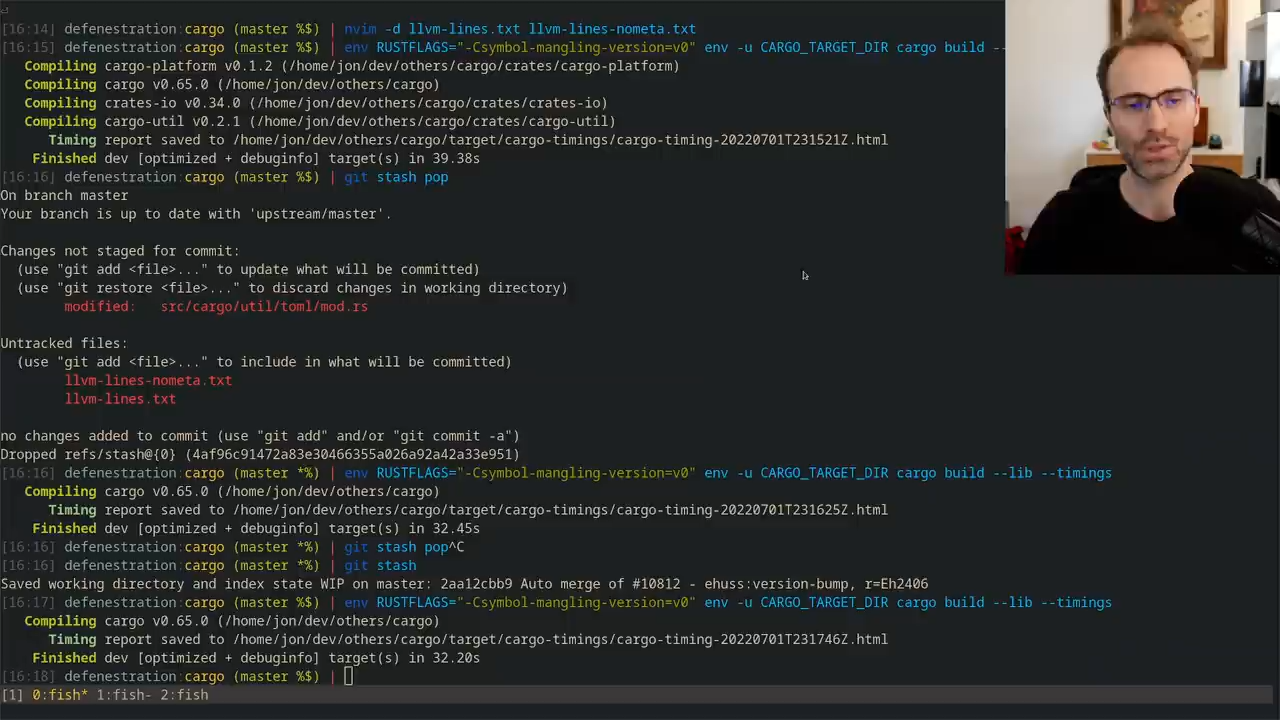 [16:14] defenestration:cargo (master %$) | nvim -d llvm-lines.txt llvm-lines-nometa.txt
[16:15] defenestration:cargo (master %$) | env RUSTFLAGS="-Csymbol-mangling-version=v0" env -u CARGO_TARGET_DIR cargo build --
Compiling cargo-platform v0.1.2 (/home/jon/dev/others/cargo/crates/cargo-platform)
Compiling cargo v0.65.0 (/home/jon/dev/others/cargo)
Compiling crates-io v0.34.0 (/home/jon/dev/others/cargo/crates/crates-io)
Compiling cargo-util v0.2.1 (/home/jon/dev/others/cargo/crates/cargo-util)
Timing report saved to /home/jon/dev/others/cargo/target/cargo-timings/cargo-timing-20220701T231521Z.html
Finished dev [optimized + debuginfo] target(s) in 39.38s
[16:16] defenestration:cargo (master %$) | git stash pop
On branch master
Your branch is up to date with 'upstream/master'.
Changes not staged for commit:
(use "git add <file>..." to update what will be committed)
(use "git restore <file>..." to discard changes in working directory)
modified:   src/cargo/util/toml/mod.rs
Untracked files:
(use "git add <file>..." to include in what will be committed)
llvm-lines-nometa.txt
llvm-lines.txt
no changes added to commit (use "git add" and/or "git commit -a")
Dropped refs/stash@{0} (4af96c91472a83e30466355a026a92a42a33e951)
[16:16] defenestration:cargo (master *%) | env RUSTFLAGS="-Csymbol-mangling-version=v0" env -u CARGO_TARGET_DIR cargo build --lib --timings
Compiling cargo v0.65.0 (/home/jon/dev/others/cargo)
Timing report saved to /home/jon/dev/others/cargo/target/cargo-timings/cargo-timing-20220701T231625Z.html
Finished dev [optimized + debuginfo] target(s) in 32.45s
[16:16] defenestration:cargo (master *%) | git stash pop^C
[16:16] defenestration:cargo (master *%) | git stash
Saved working directory and index state WIP on master: 2aa12cbb9 Auto merge of #10812 - ehuss:version-bump, r=Eh2406
[16:17] defenestration:cargo (master %$) | env RUSTFLAGS="-Csymbol-mangling-version=v0" env -u CARGO_TARGET_DIR cargo build --lib --timings
Compiling cargo v0.65.0 (/home/jon/dev/others/cargo)
Timing report saved to /home/jon/dev/others/cargo/target/cargo-timings/cargo-timing-20220701T231746Z.html
Finished dev [optimized + debuginfo] target(s) in 32.20s
[16:18] defenestration:cargo (master %$) |
[1] 0:fish* 1:fish- 2:fish